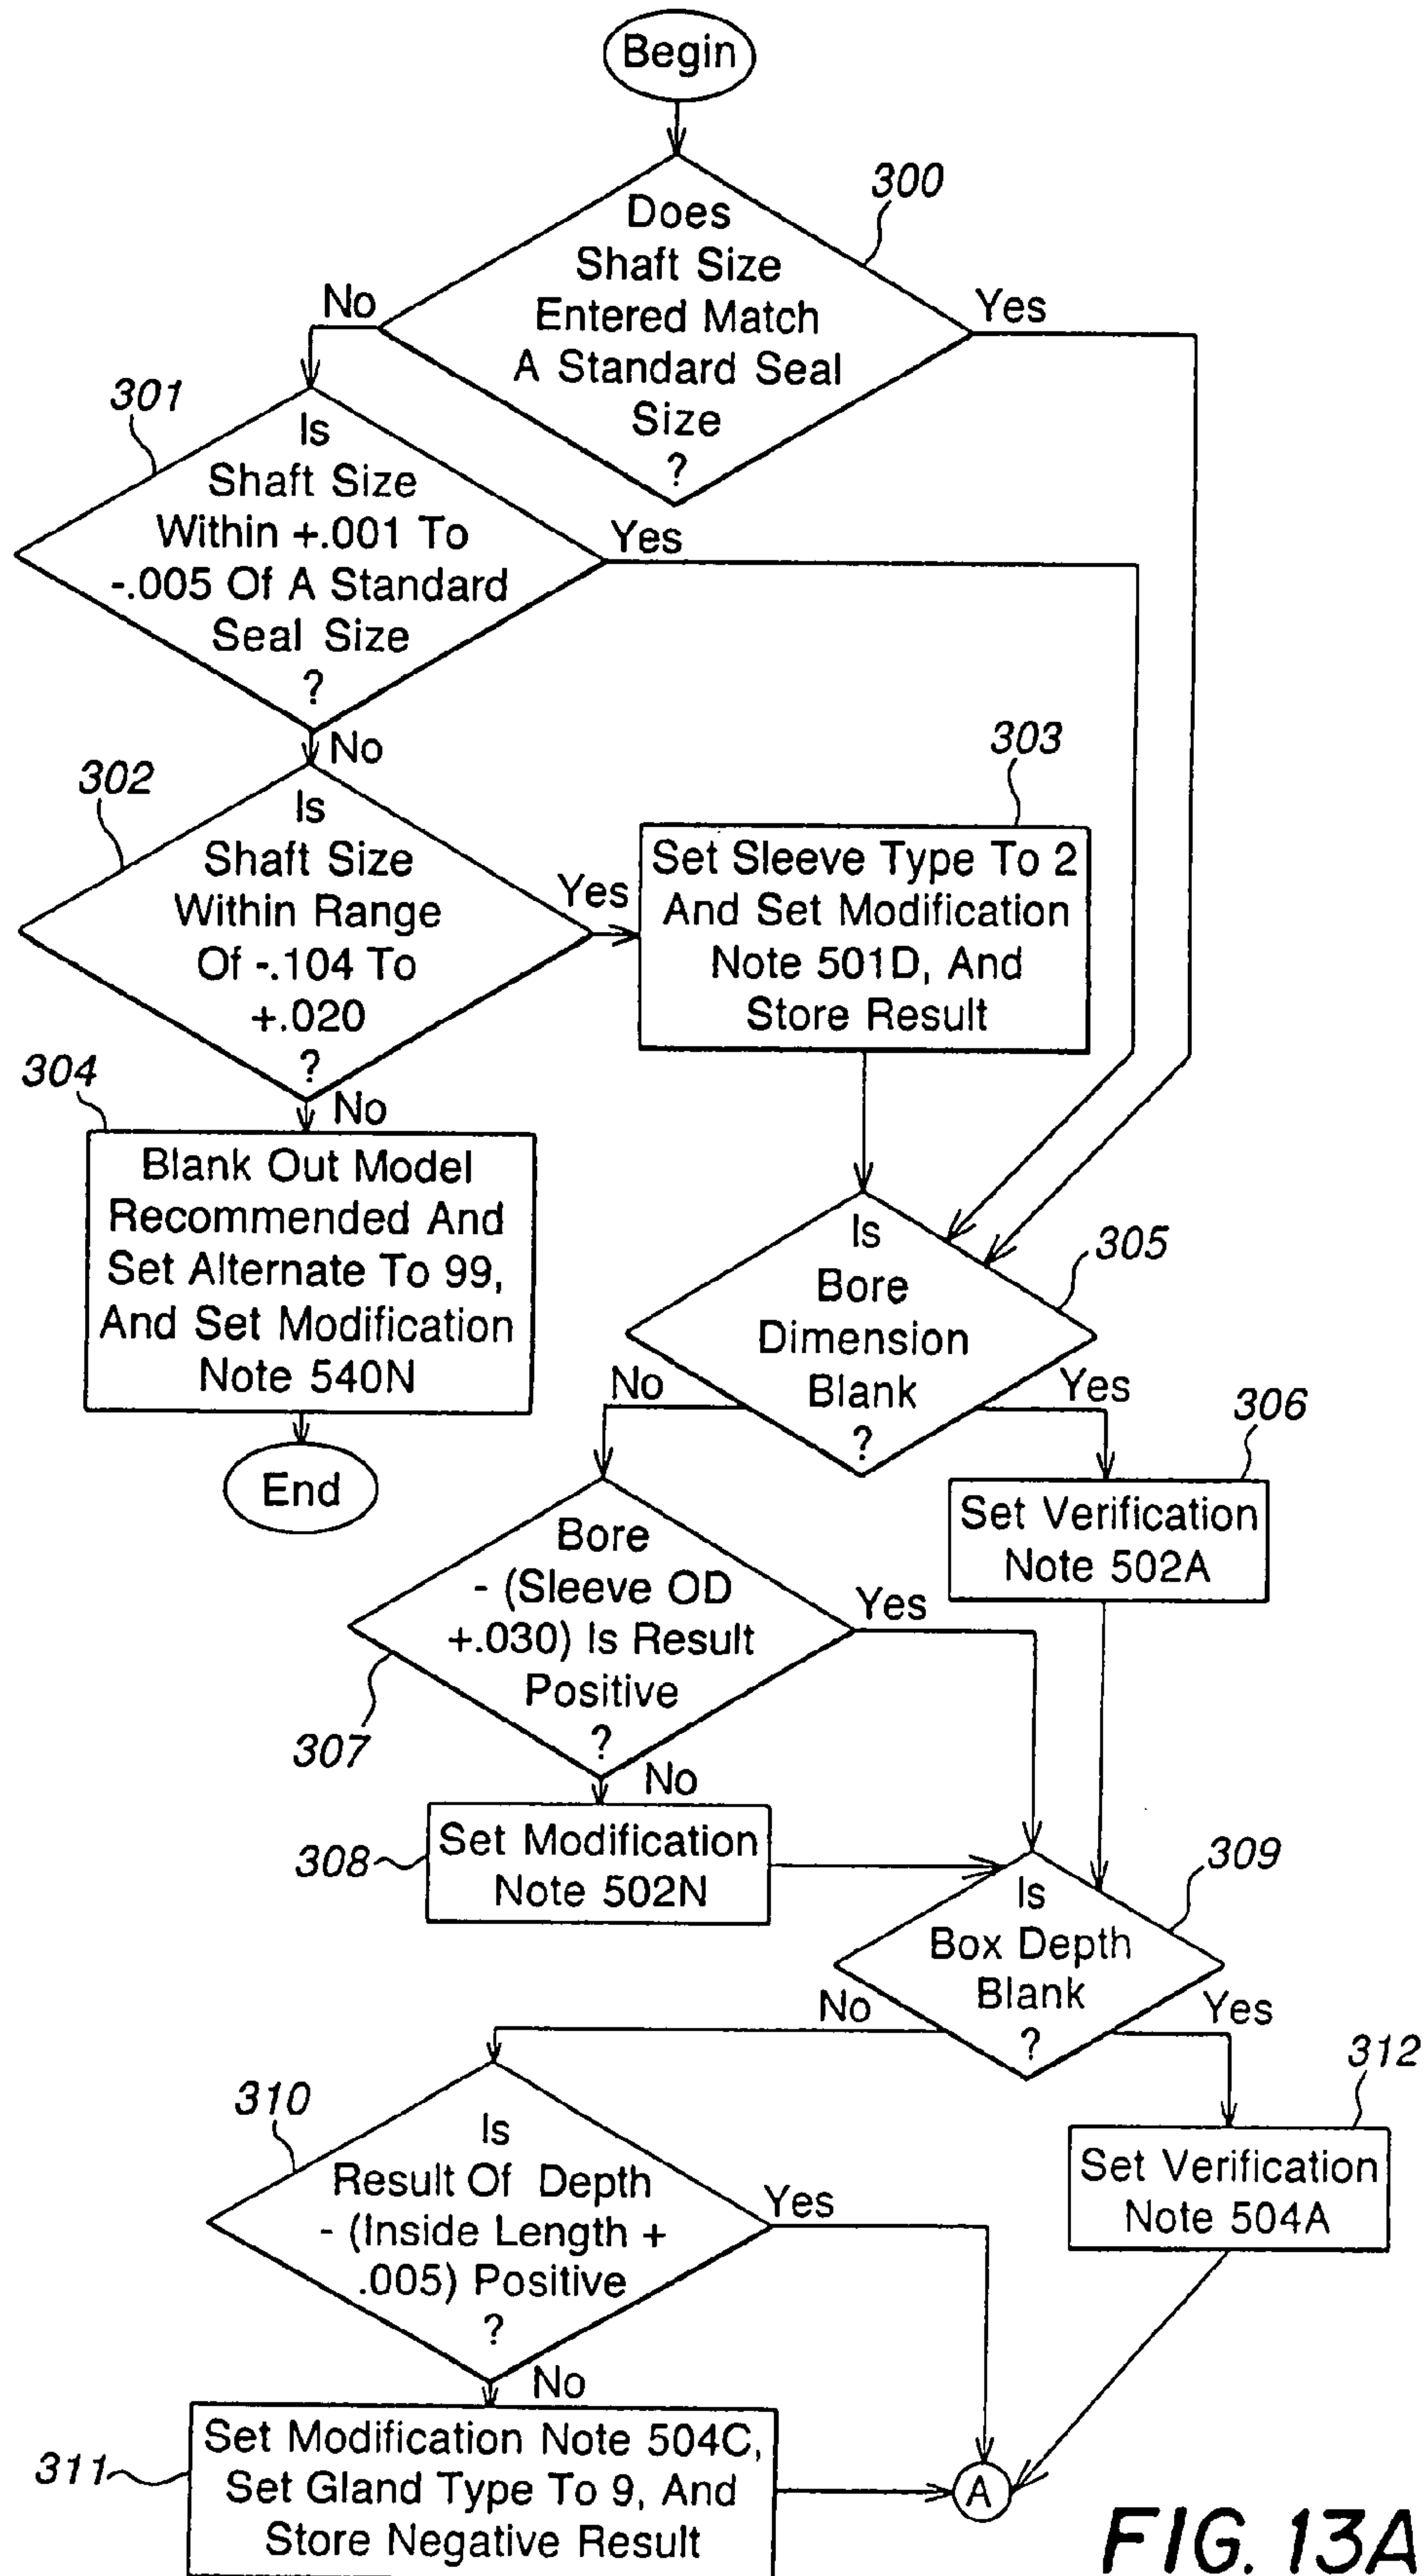 Begin
300
Does
Shaft Size
Entered Match
A Standard Seal
Size
?
No
Yes
301
Is
Shaft Size
Within +.001 To
-.005 Of A Standard
Seal Size
?
Yes
No
302
Is
Shaft Size
Within Range
Of -.104 To
+.020
?
Yes
No
303
Set Sleeve Type To 2
And Set Modification
Note 501D, And
Store Result
304
Blank Out Model
Recommended And
Set Alternate To 99,
And Set Modification
Note 540N
End
305
Is
Bore
Dimension
Blank
?
No
Yes
306
Set Verification
Note 502A
Bore
- (Sleeve OD
+.030) Is Result
Positive
?
307
Yes
No
308
Set Modification
Note 502N
309
Is
Box Depth
Blank
?
No
Yes
310
Is
Result Of Depth
- (Inside Length +
.005) Positive
?
Yes
No
312
Set Verification
Note 504A
311
Set Modification Note 504C,
Set Gland Type To 9, And
Store Negative Result
A
FIG. 13A